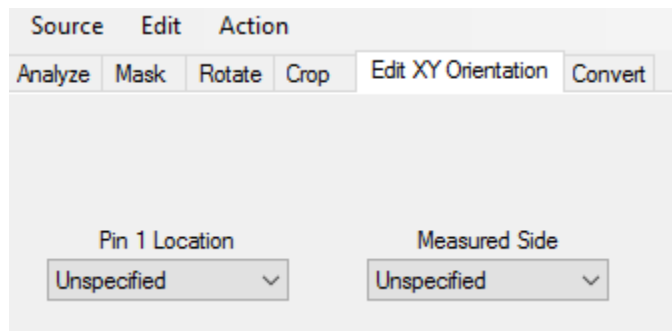 Source Edit Action
Analyze Mask Rotate Crop Edit XY Orientation Convert
Pin 1 Location Measured Side
Unspecified Unspecified